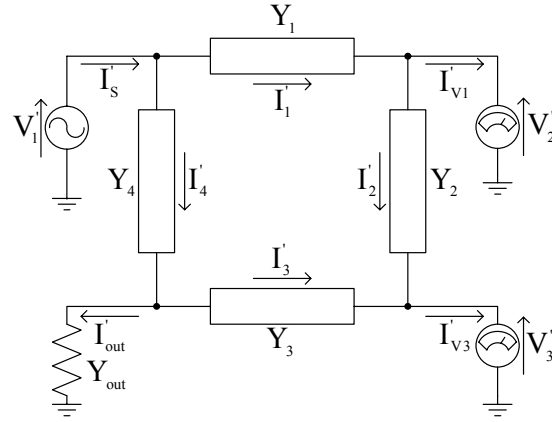 Y₁
I'ₛ
I'₁
I'ᵥ₁
V'₁
V'₂
Y₄
I'₄
I'₂
Y₂
I'₃
I'ₒᵤₜ
Y₃
I'ᵥ₃
Yₒᵤₜ
V'₃